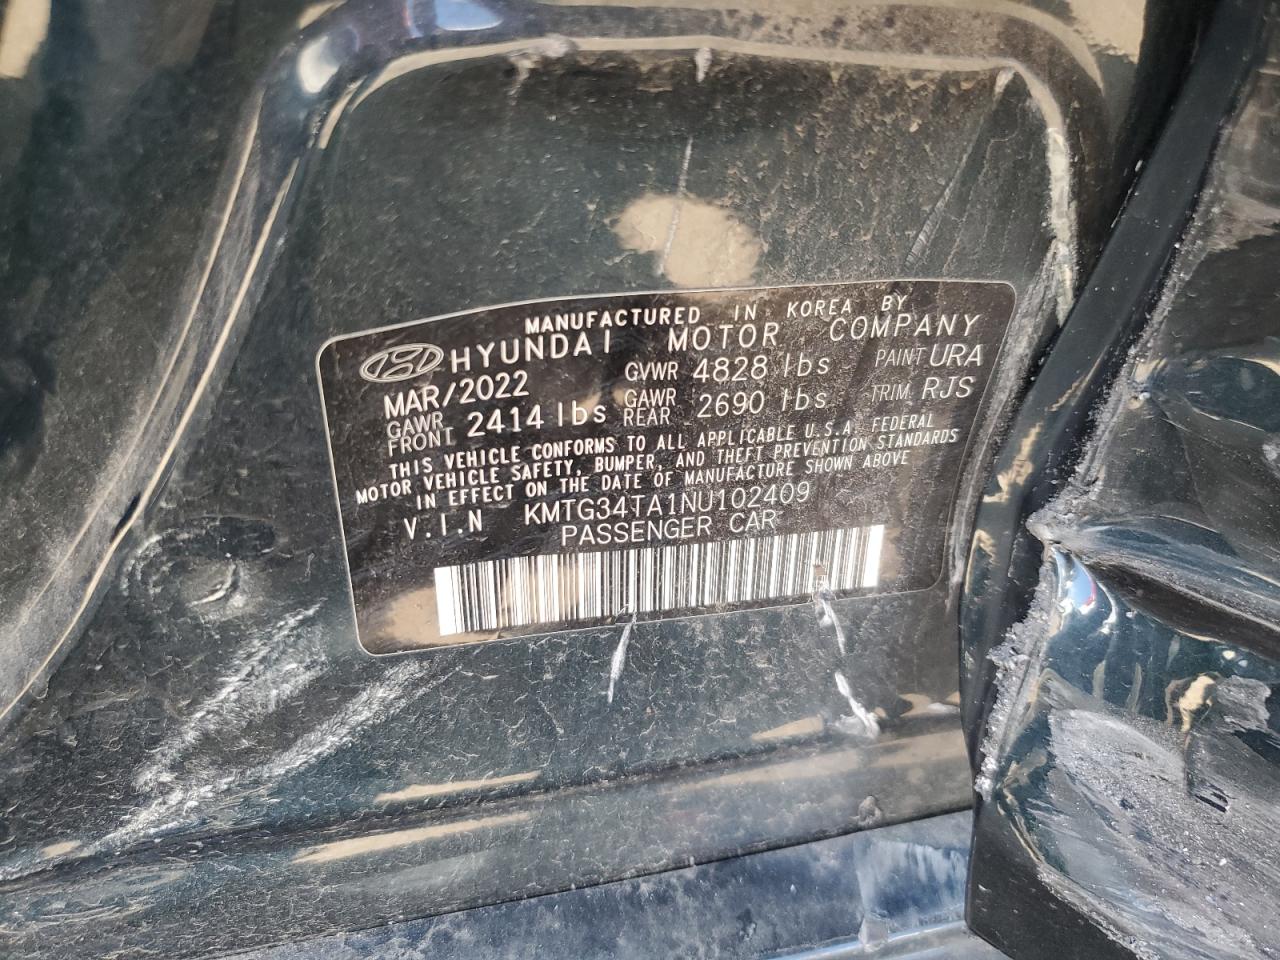 MANUFACTURED IN KOREA BY
HYUNDAI MOTOR COMPANY
MAR/2022 GVWR 4828 lbs PAINT URA
GAWR FRONT 2414 lbs GAWR REAR 2690 lbs TRIM RJS
THIS VEHICLE CONFORMS TO ALL APPLICABLE U.S.A. FEDERAL
MOTOR VEHICLE SAFETY, BUMPER, AND THEFT PREVENTION STANDARDS
IN EFFECT ON THE DATE OF MANUFACTURE SHOWN ABOVE
V.I.N KMTG34TA1NU102409
PASSENGER CAR